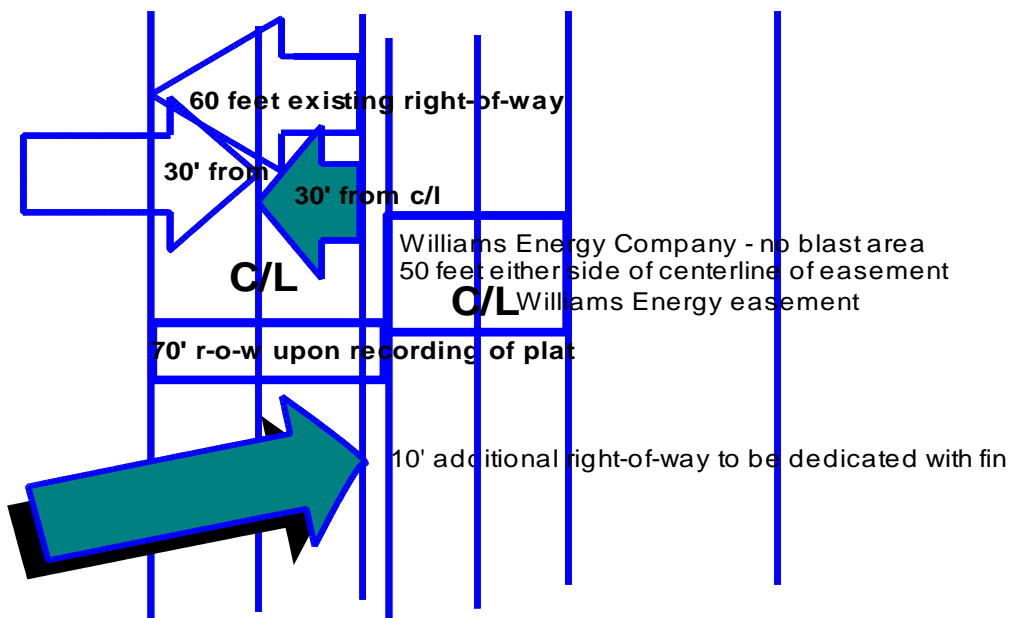 60 feet existing right-of-way
30' from
30' from c/l
Williams Energy Company - no blast area
50 feet either side of centerline of easement
C/L
C/L Williams Energy easement
70' r-o-w upon recording of plat
10' additional right-of-way to be dedicated with fin